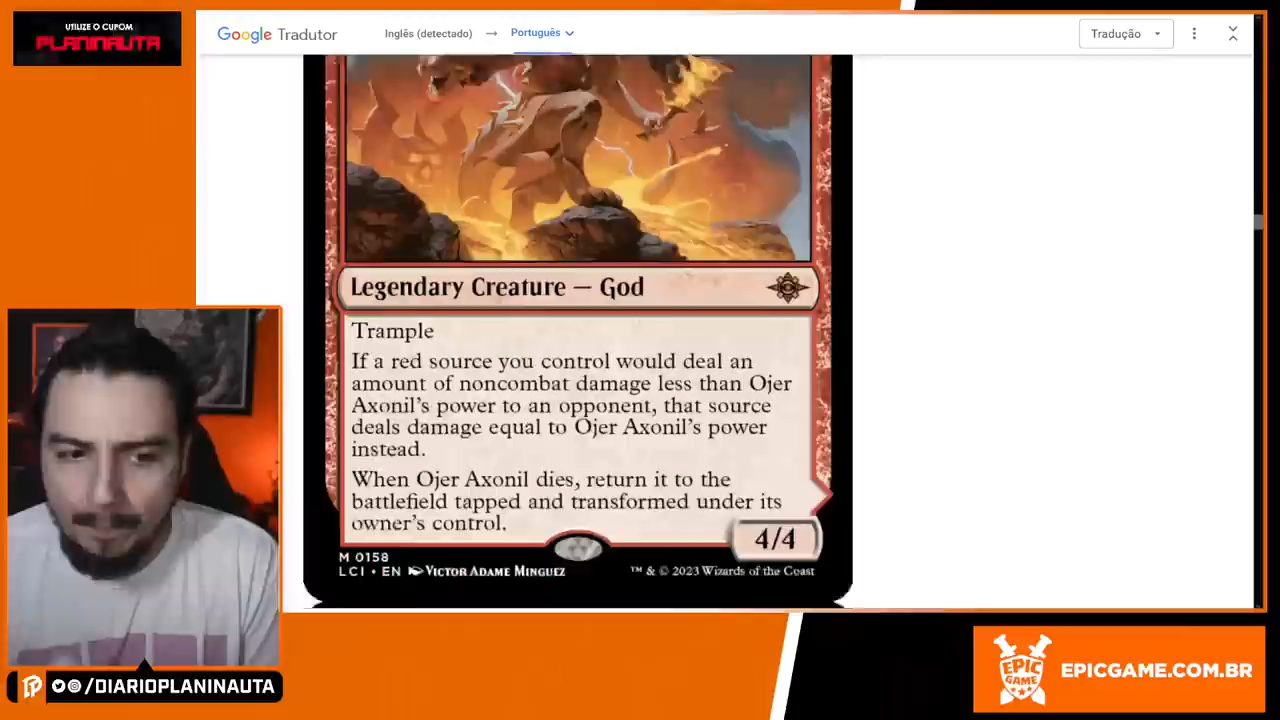 UTILIZE O CUPOM
PLANINAUTA
Google Tradutor
Inglês (detectado) → Português
Tradução
Legendary Creature — God
Trample
If a red source you control would deal an
amount of noncombat damage less than Ojer
Axonil's power to an opponent, that source
deals damage equal to Ojer Axonil's power
instead.
When Ojer Axonil dies, return it to the
battlefield tapped and transformed under its
owner's control.
4/4
M 0158
LCI • EN VICTOR ADAME MINGUEZ
™ & © 2023 Wizards of the Coast
/DIARIOPLANINAUTA
EPIC
GAME
EPICGAME.COM.BR